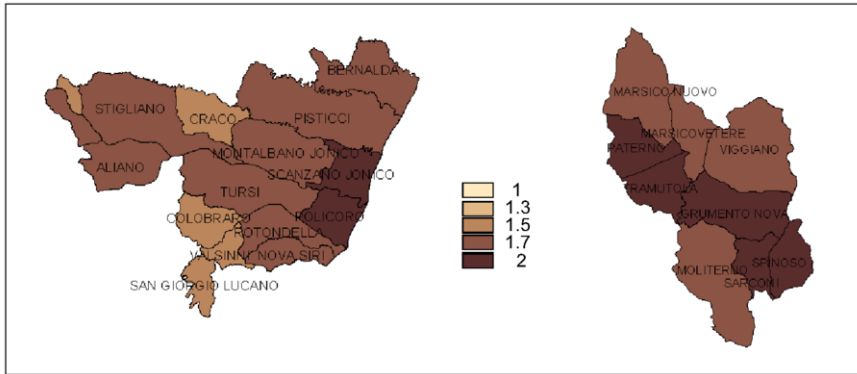 BERNALDA
STIGLIANO
CRACO
PISTICCI
MONTALBANO JONICO
ALIANO
SCANZANO JONICO
TURSI
COLOBRARO
POLICORO
ROTONDELLA
VALSINNI
NOVA SIRI
SAN GIORGIO LUCANO
1
1.3
1.5
1.7
2
MARSICO NUOVO
MARSICOVETERE
PATERNO
VIGGIANO
TRAMUTOLA
GRUMENTO NOVA
MOLITERNO
SPINOSO
SARCONI